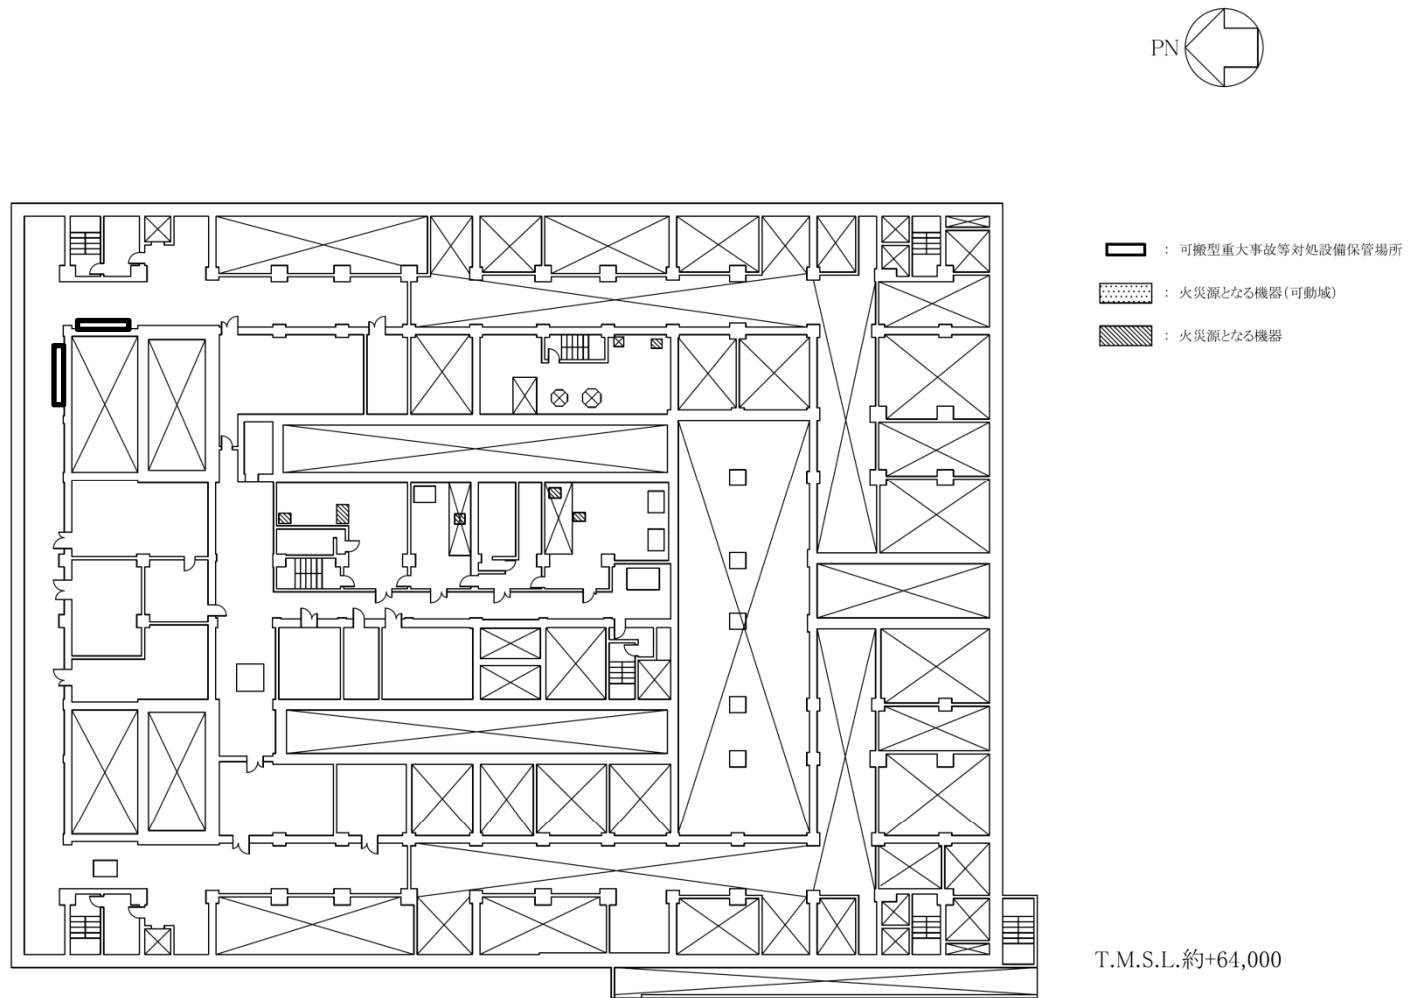 PN
： 可搬型重大事故等対処設備保管場所
： 火災源となる機器(可動域)
： 火災源となる機器
T.M.S.L.約+64,000